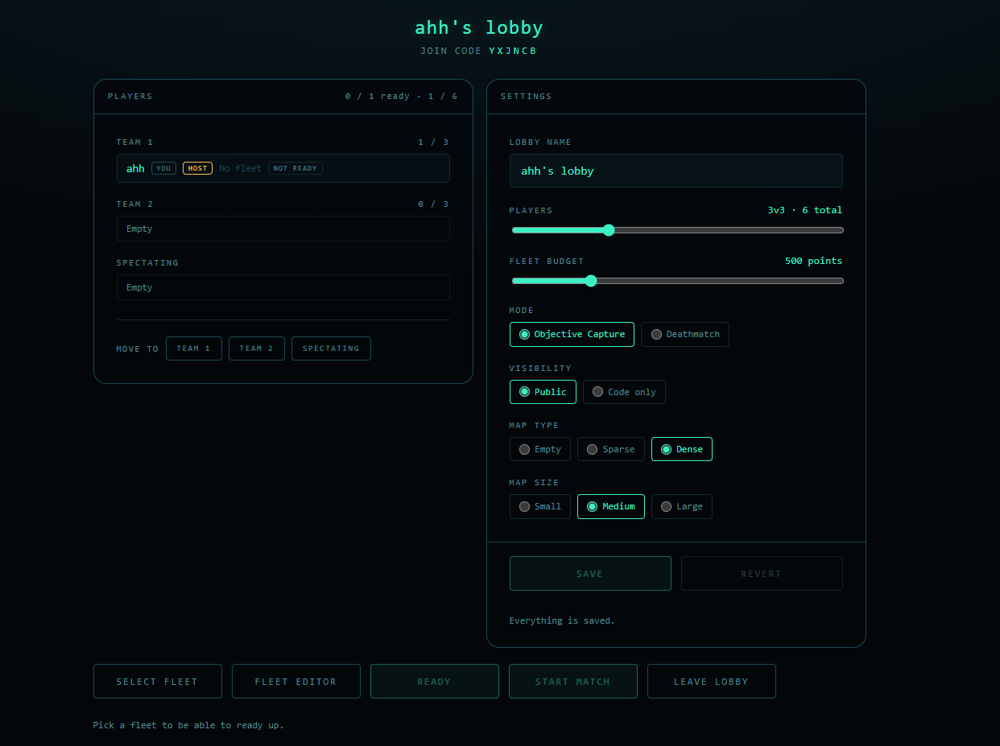 ahh's lobby
JOIN CODE YXJNCB
PLAYERS 0 / 1 ready · 1 / 6
TEAM 1 1 / 3
ahh YOU HOST No fleet NOT READY
TEAM 2 0 / 3
Empty
SPECTATING
Empty
MOVE TO TEAM 1 TEAM 2 SPECTATING
SETTINGS
LOBBY NAME
ahh's lobby
PLAYERS 3v3 · 6 total
FLEET BUDGET 500 points
MODE
Objective Capture Deathmatch
VISIBILITY
Public Code only
MAP TYPE
Empty Sparse Dense
MAP SIZE
Small Medium Large
SAVE REVERT
Everything is saved.
SELECT FLEET FLEET EDITOR READY START MATCH LEAVE LOBBY
Pick a fleet to be able to ready up.